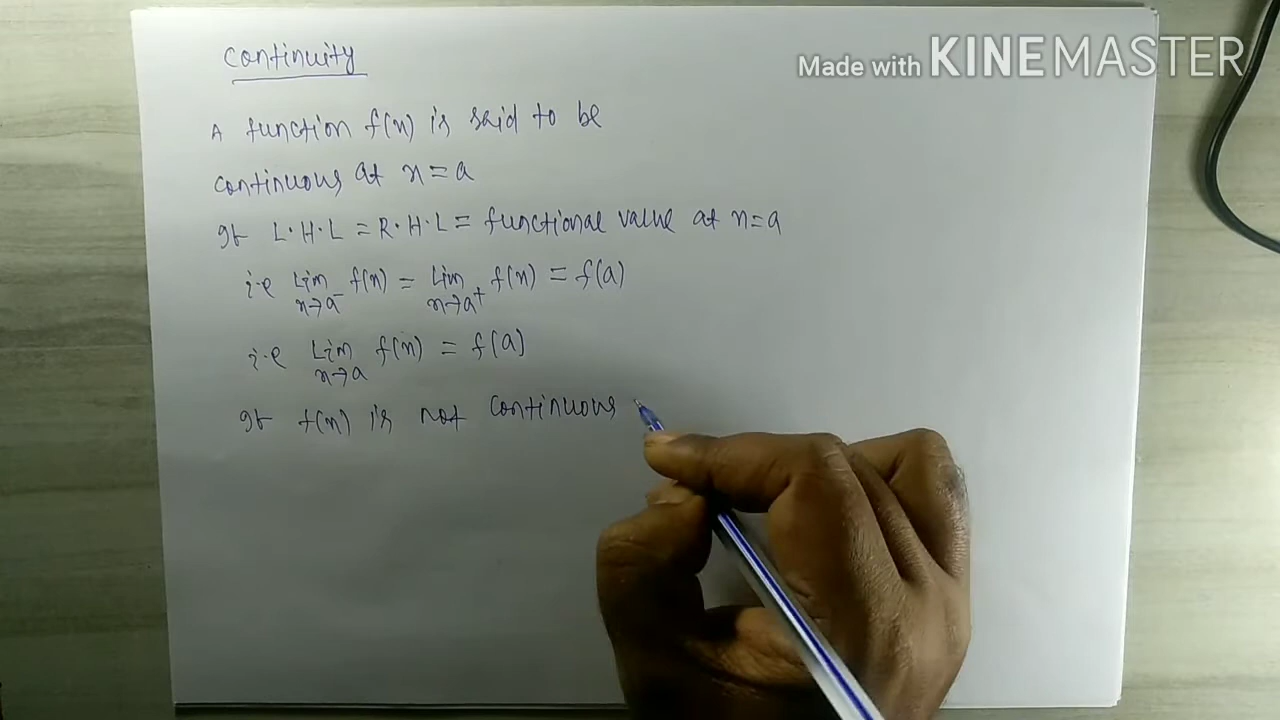 continuity
Made with KINEMASTER
A function f(x) is said to be
continuous at x = a
If L.H.L = R.H.L = functional value at x=a
i.e Lim x→a⁻ f(x) = Lim x→a⁺ f(x) = f(a)
i.e Lim x→a f(x) = f(a)
If f(x) is not continuous